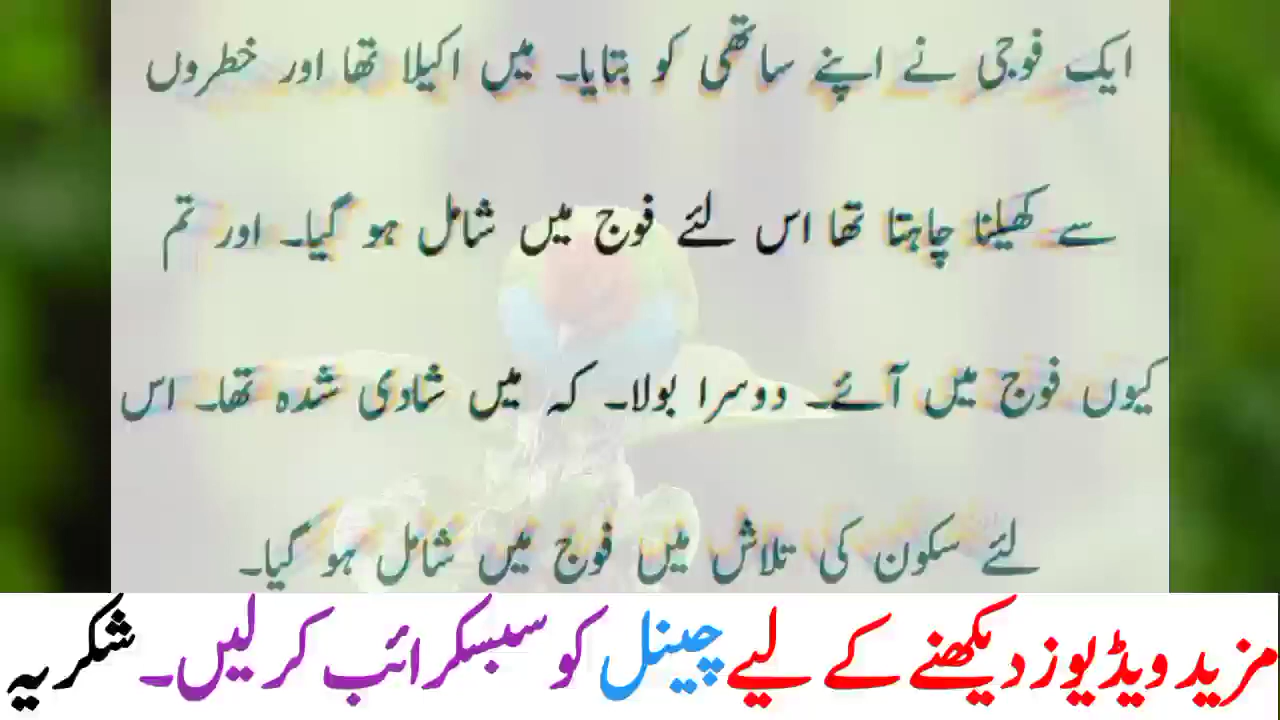 ایک فوجی نے اپنے ساتھی کو بتایا۔ میں اکیلا تھا اور خطروں
سے کھیلنا چاہتا تھا اس لئے فوج میں شامل ہو گیا۔ اور تم
کیوں فوج میں آئے۔ دوسرا بولا۔ کہ میں شادی شدہ تھا۔ اس
لئے سکون کی تلاش میں فوج میں شامل ہو گیا۔
مزید ویڈیوز دیکھنے کے لیے چینل کو سبسکرائب کر لیں۔ شکریہ